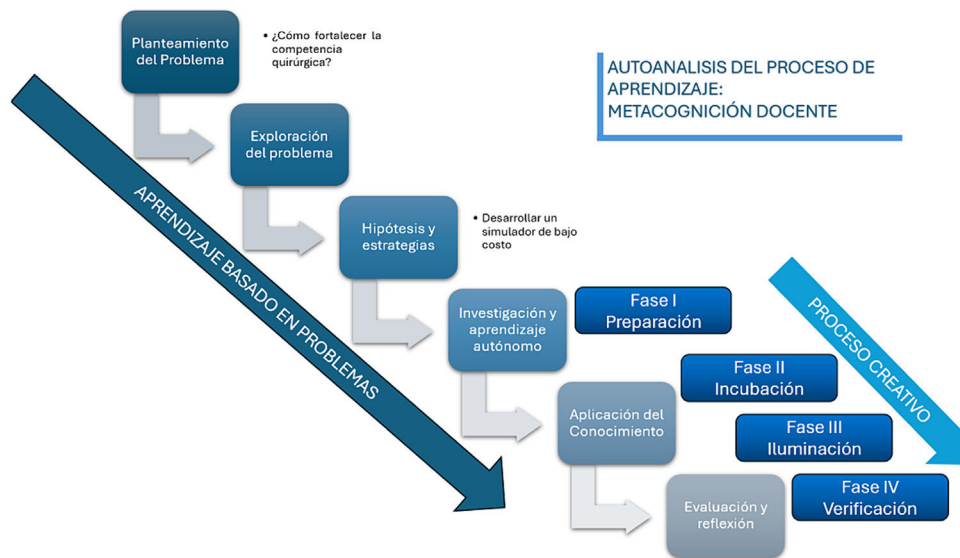 Planteamiento
del Problema
• ¿Cómo fortalecer la
competencia
quirúrgica?
AUTOANALISIS DEL PROCESO DE
APRENDIZAJE:
METACOGNICIÓN DOCENTE
Exploración
del problema
Hipótesis y
estrategias
• Desarrollar un
simulador de bajo
costo
APRENDIZAJE BASADO EN PROBLEMAS
Investigación y
aprendizaje
autónomo
Fase I
Preparación
PROCESO CREATIVO
Fase II
Incubación
Aplicación del
Conocimiento
Fase III
Iluminación
Evaluación y
reflexión
Fase IV
Verificación